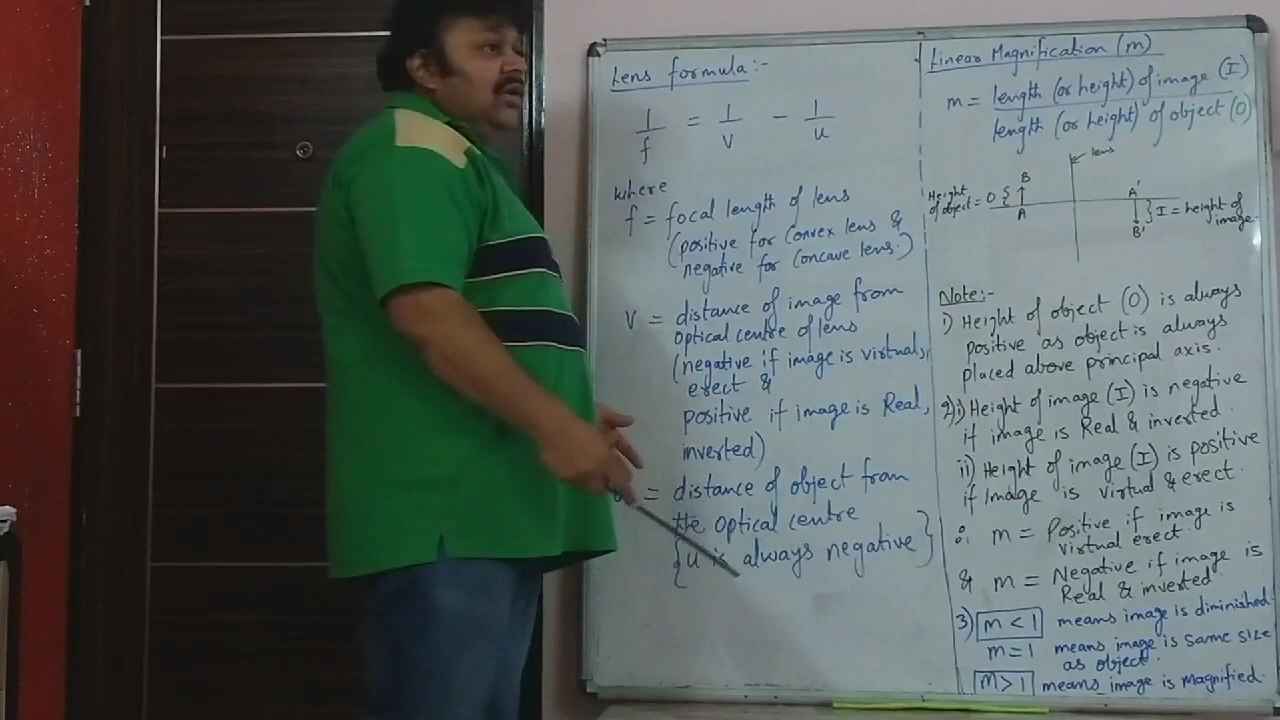 Lens formula:-
1/f = 1/v - 1/u
where
f = focal length of lens
(positive for convex lens &
negative for concave lens.)
v = distance of image from
optical centre of lens
(negative if image is virtual,
erect &
positive if image is Real,
inverted)
= distance of object from
the optical centre
{u is always negative}
Linear Magnification (m)
m = length (or height) of image (I)
length (or height) of object (O)
lens
Height
of object = O {
B
A
A'
B'
} I = height of
image
Note:-
1) Height of object (O) is always
positive as object is always
placed above principal axis.
2) i) Height of image (I) is negative
if image is Real & inverted.
ii) Height of image (I) is positive
if Image is virtual & erect.
∴ m = Positive if image is
virtual erect
& m = Negative if image is
Real & inverted.
3) m < 1 means image is diminished.
m = 1 means image is same size
as object.
m > 1 means image is magnified.